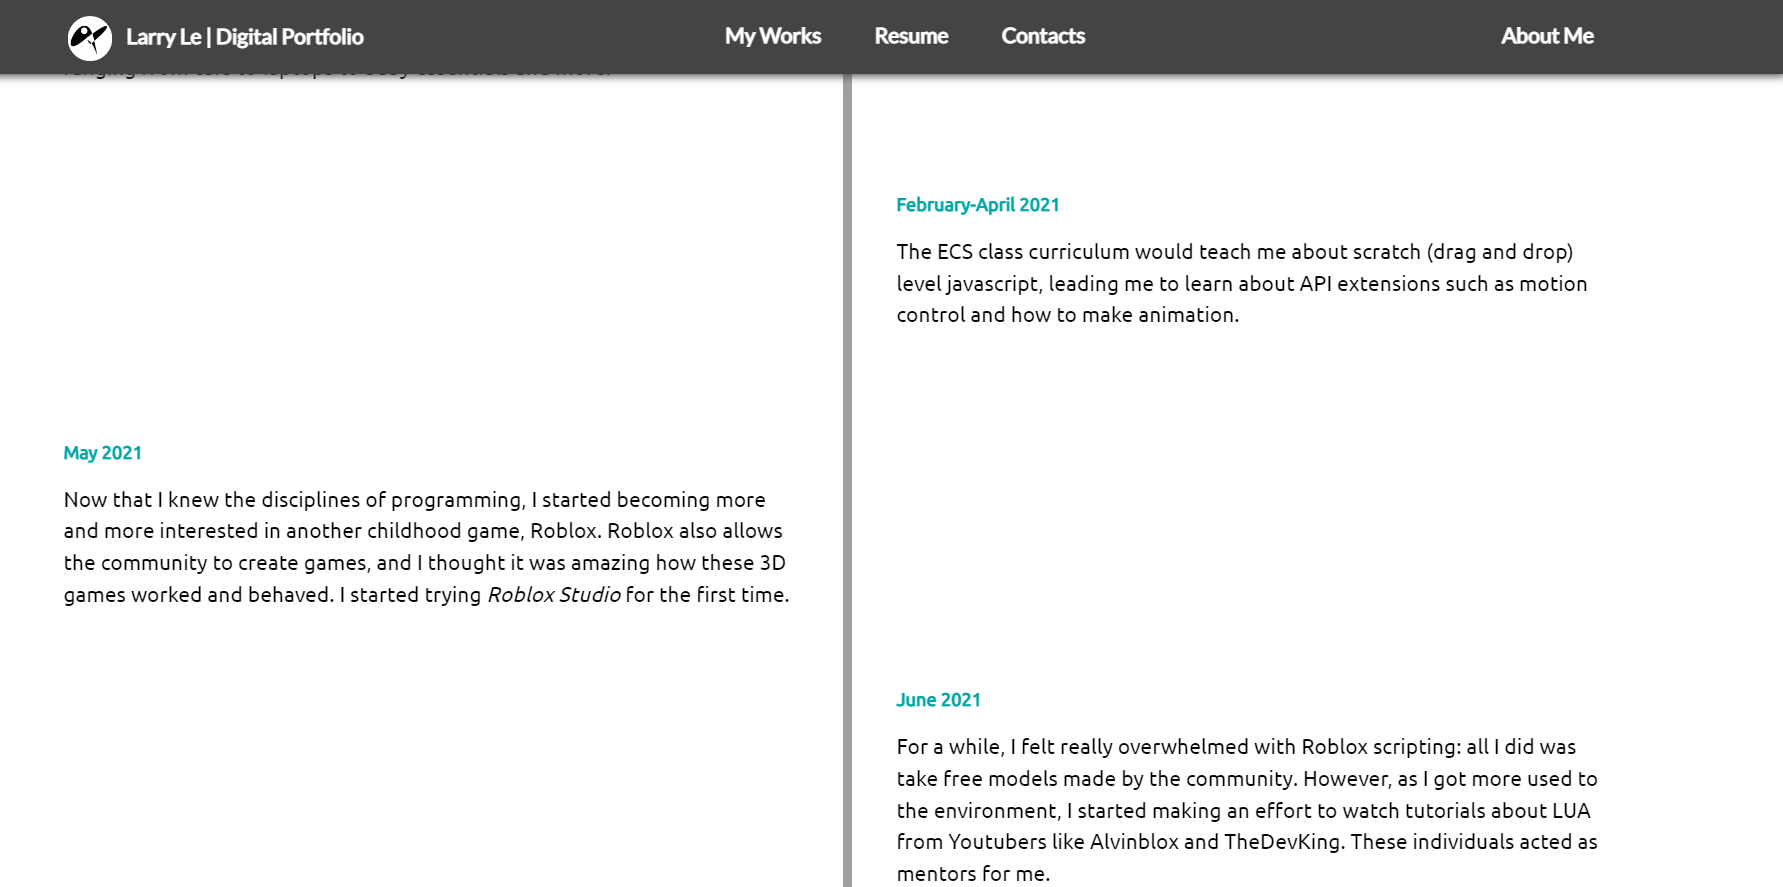 Larry Le | Digital Portfolio
My Works
Resume
Contacts
About Me
ranging from cars to laptops to
February-April 2021
The ECS class curriculum would teach me about scratch (drag and drop)
level javascript, leading me to learn about API extensions such as motion
control and how to make animation.
May 2021
Now that I knew the disciplines of programming, I started becoming more
and more interested in another childhood game, Roblox. Roblox also allows
the community to create games, and I thought it was amazing how these 3D
games worked and behaved. I started trying Roblox Studio for the first time.
June 2021
For a while, I felt really overwhelmed with Roblox scripting: all I did was
take free models made by the community. However, as I got more used to
the environment, I started making an effort to watch tutorials about LUA
from Youtubers like Alvinblox and TheDevKing. These individuals acted as
mentors for me.